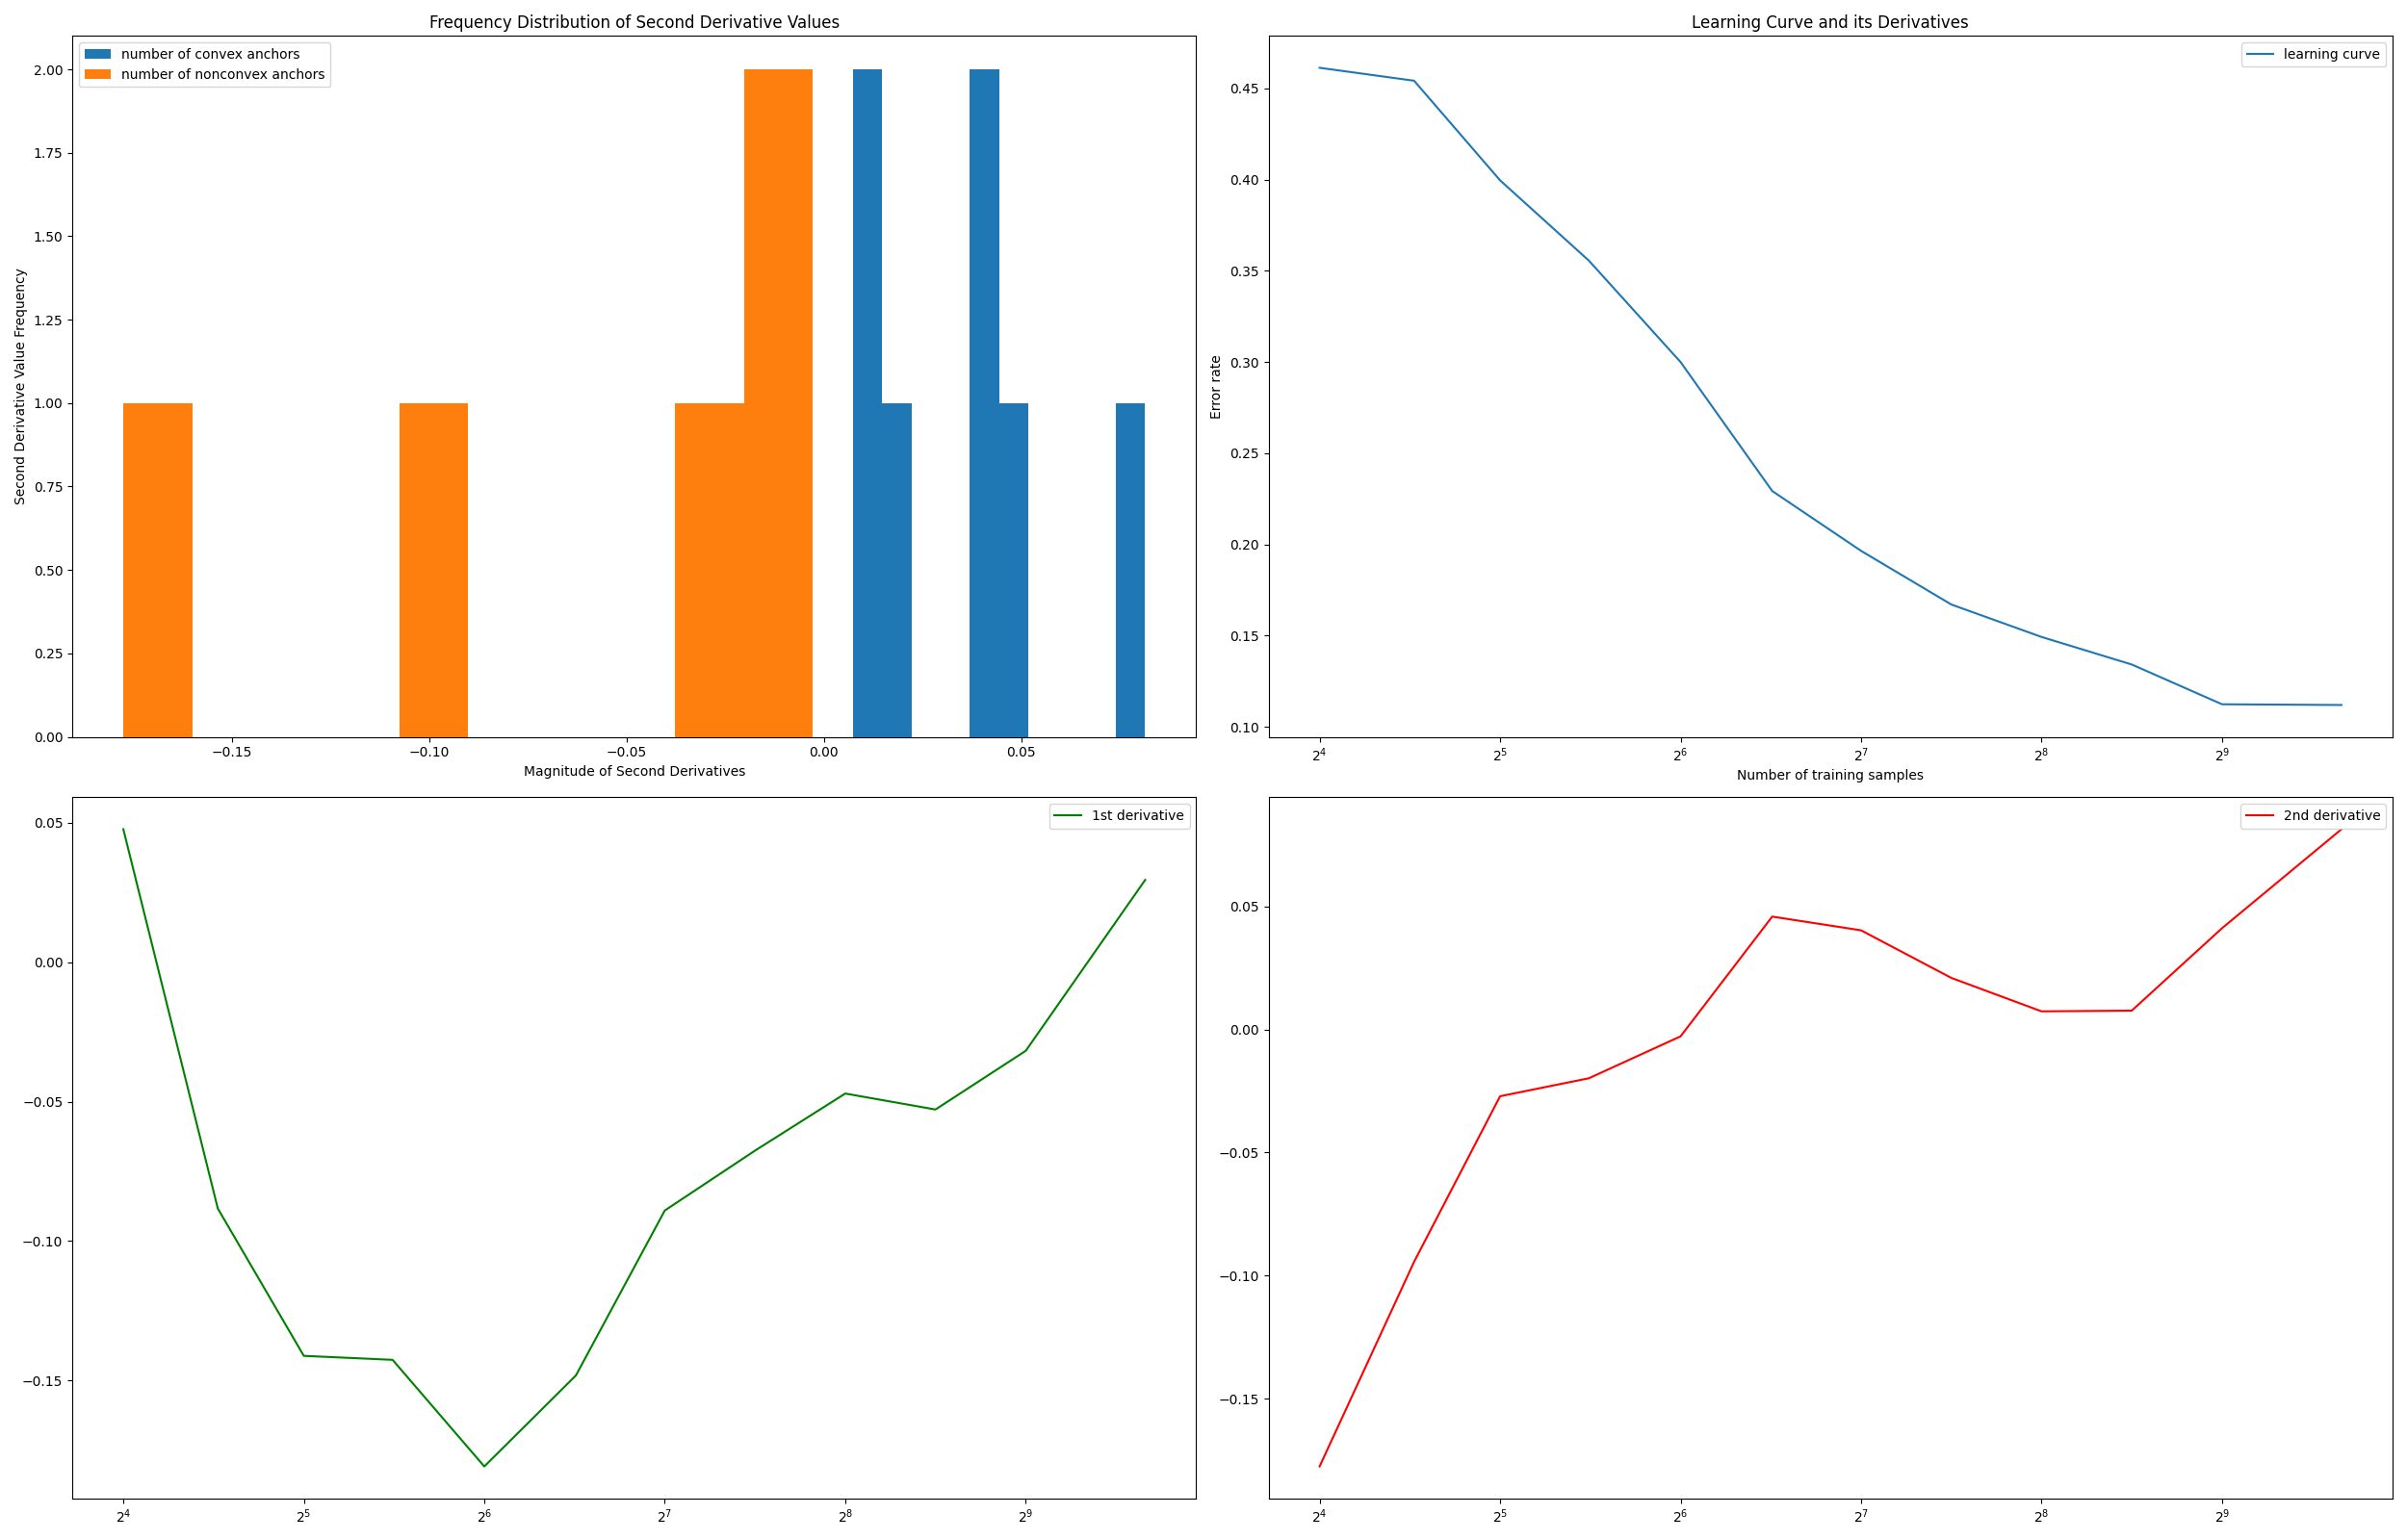 Frequency Distribution of Second Derivative Values
number of convex anchors
number of nonconvex anchors
Second Derivative Value Frequency
2.00
1.75
1.50
1.25
1.00
0.75
0.50
0.25
0.00
−0.15 −0.10 −0.05 0.00 0.05
Magnitude of Second Derivatives
Learning Curve and its Derivatives
learning curve
Error rate
0.45
0.40
0.35
0.30
0.25
0.20
0.15
0.10
2⁴ 2⁵ 2⁶ 2⁷ 2⁸ 2⁹
Number of training samples
1st derivative
0.05
0.00
−0.05
−0.10
−0.15
2⁴ 2⁵ 2⁶ 2⁷ 2⁸ 2⁹
2nd derivative
0.05
0.00
−0.05
−0.10
−0.15
2⁴ 2⁵ 2⁶ 2⁷ 2⁸ 2⁹